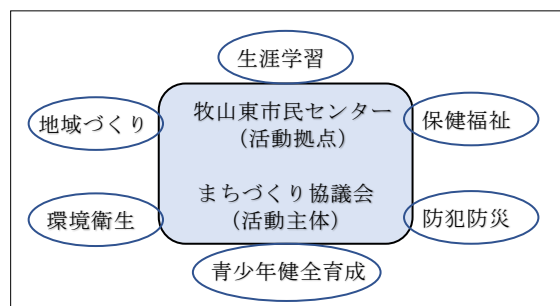 生涯学習
地域づくり
牧山東市民センター
（活動拠点）
保健福祉
環境衛生
まちづくり協議会
（活動主体）
防犯防災
青少年健全育成